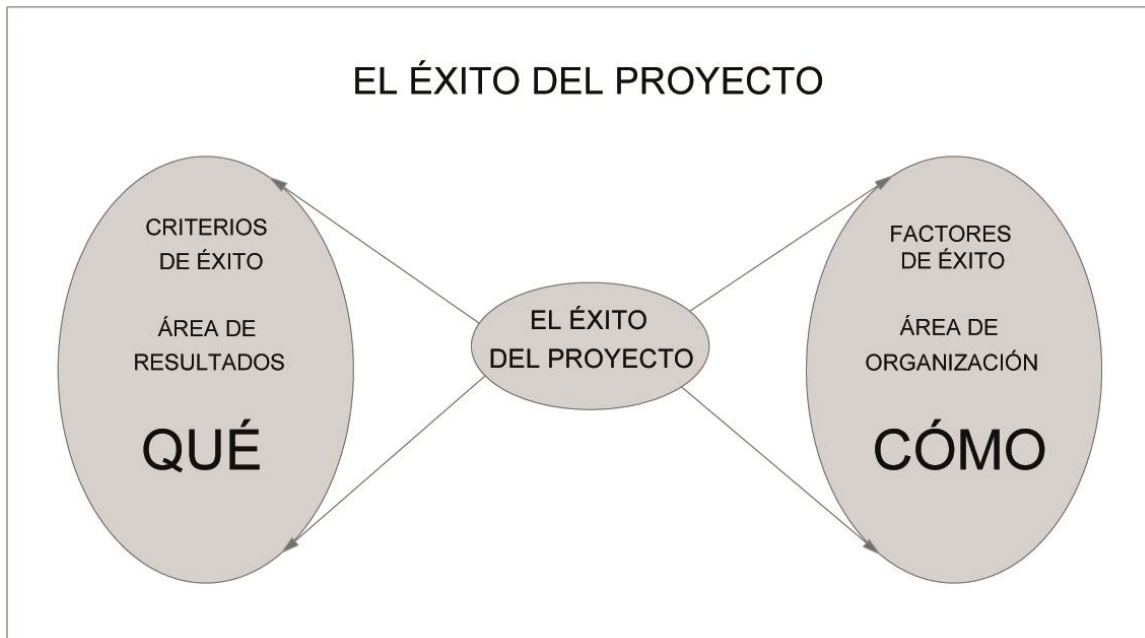 EL ÉXITO DEL PROYECTO
CRITERIOS
DE ÉXITO
ÁREA DE
RESULTADOS
QUÉ
EL ÉXITO
DEL PROYECTO
FACTORES
DE ÉXITO
ÁREA DE
ORGANIZACIÓN
CÓMO